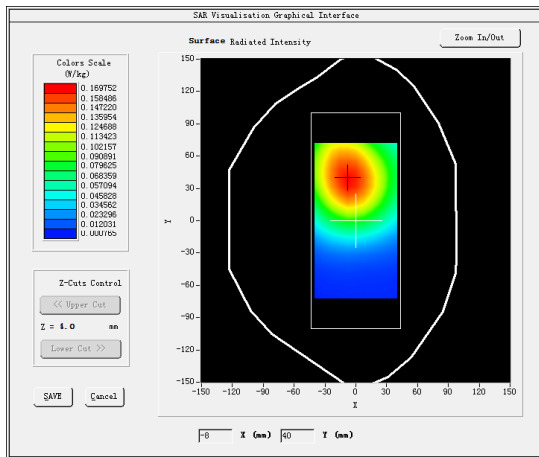 SAR Visualisation Graphical Interface
Surface Radiated Intensity
Zoom In/Out
Colors Scale
(W/kg)
0.169752
0.158486
0.147220
0.135954
0.124688
0.113423
0.102157
0.090891
0.079625
0.068359
0.057094
0.045828
0.034562
0.023296
0.012031
0.000765
150
120
90
60
30
0
-30
-60
-90
-120
-150
Y
-150 -120 -90 -60 -30 0 30 60 90 120 150
X
Z-Cuts Control
<< Upper Cut
Z = 4.0 mm
Lower Cut >>
SAVE Cancel
-8 X (mm) 40 Y (mm)